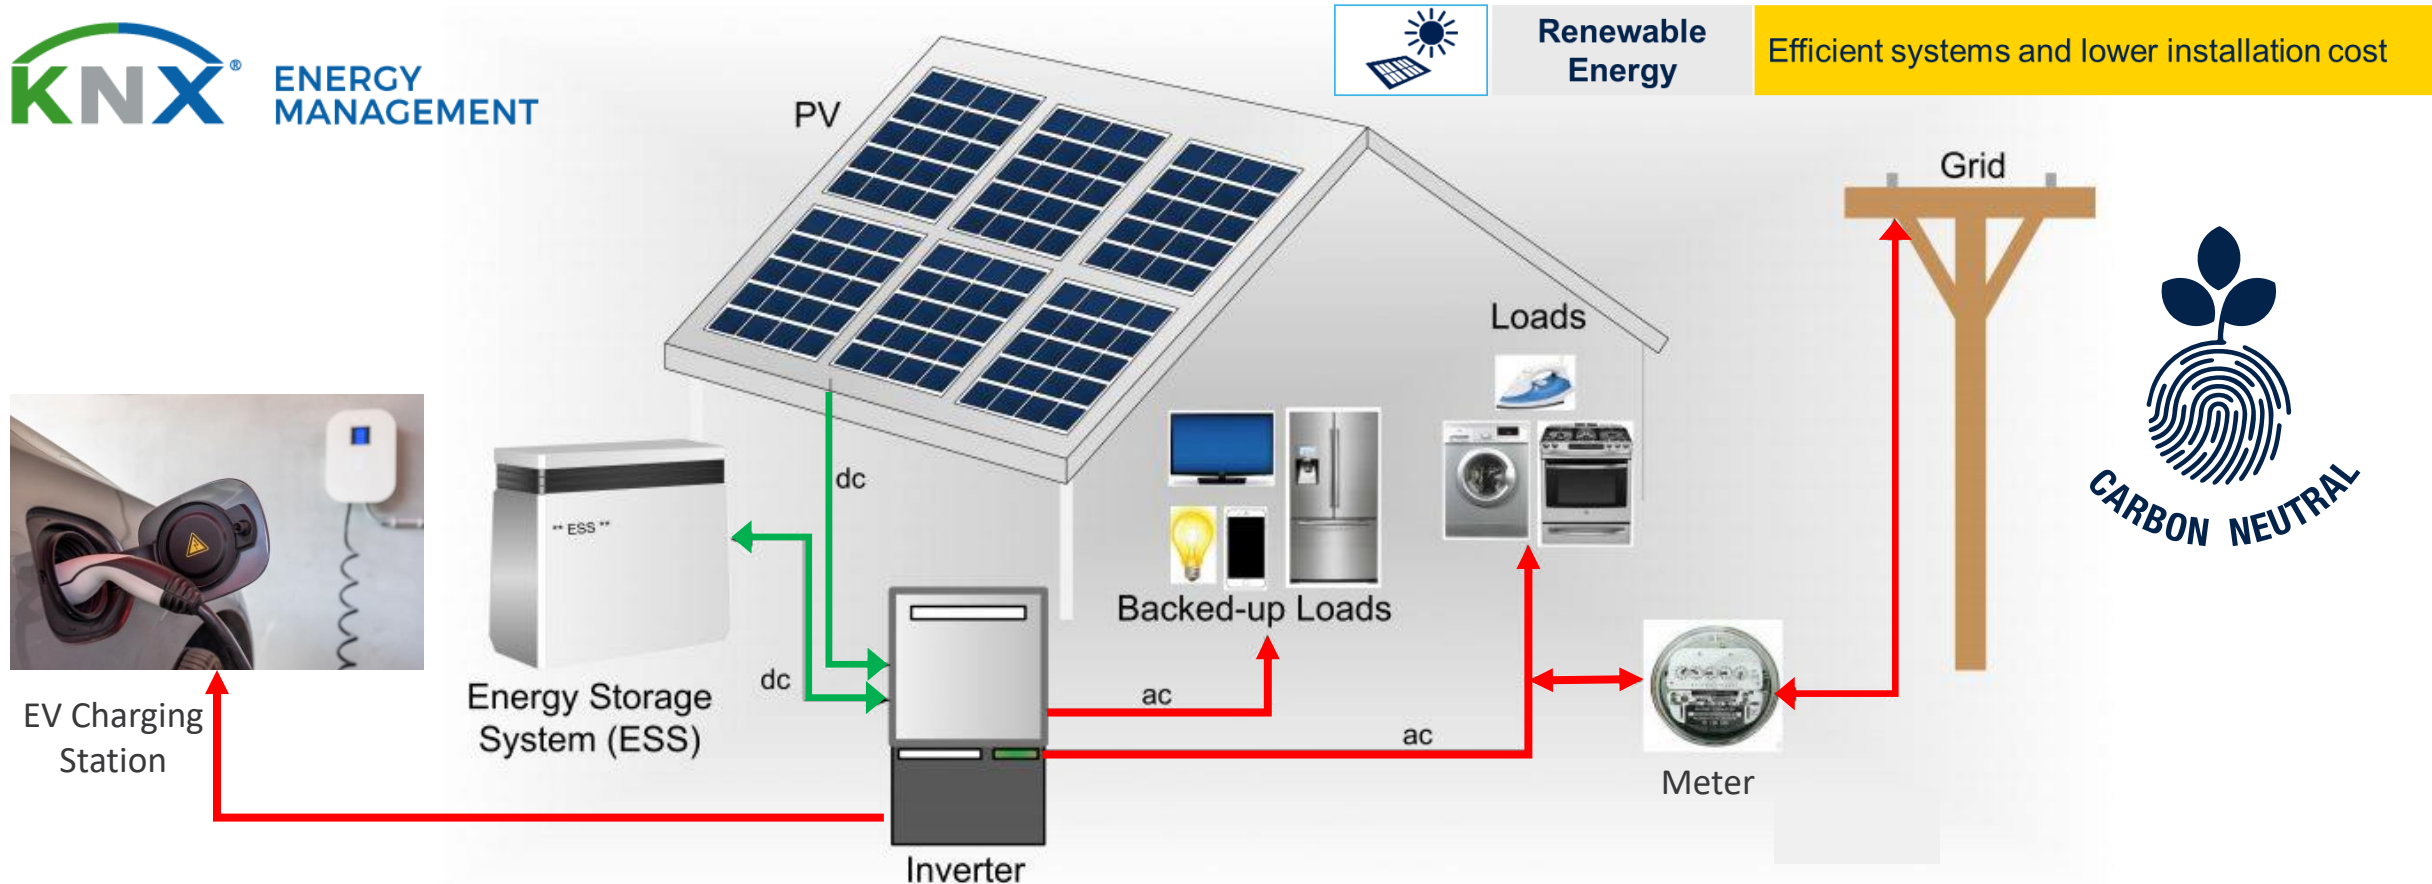 KNX®
ENERGY
MANAGEMENT
Renewable
Energy
Efficient systems and lower installation cost
PV
Grid
Loads
dc
** ESS **
CARBON NEUTRAL
Backed-up Loads
dc
Energy Storage
System (ESS)
ac
ac
EV Charging
Station
Meter
Inverter